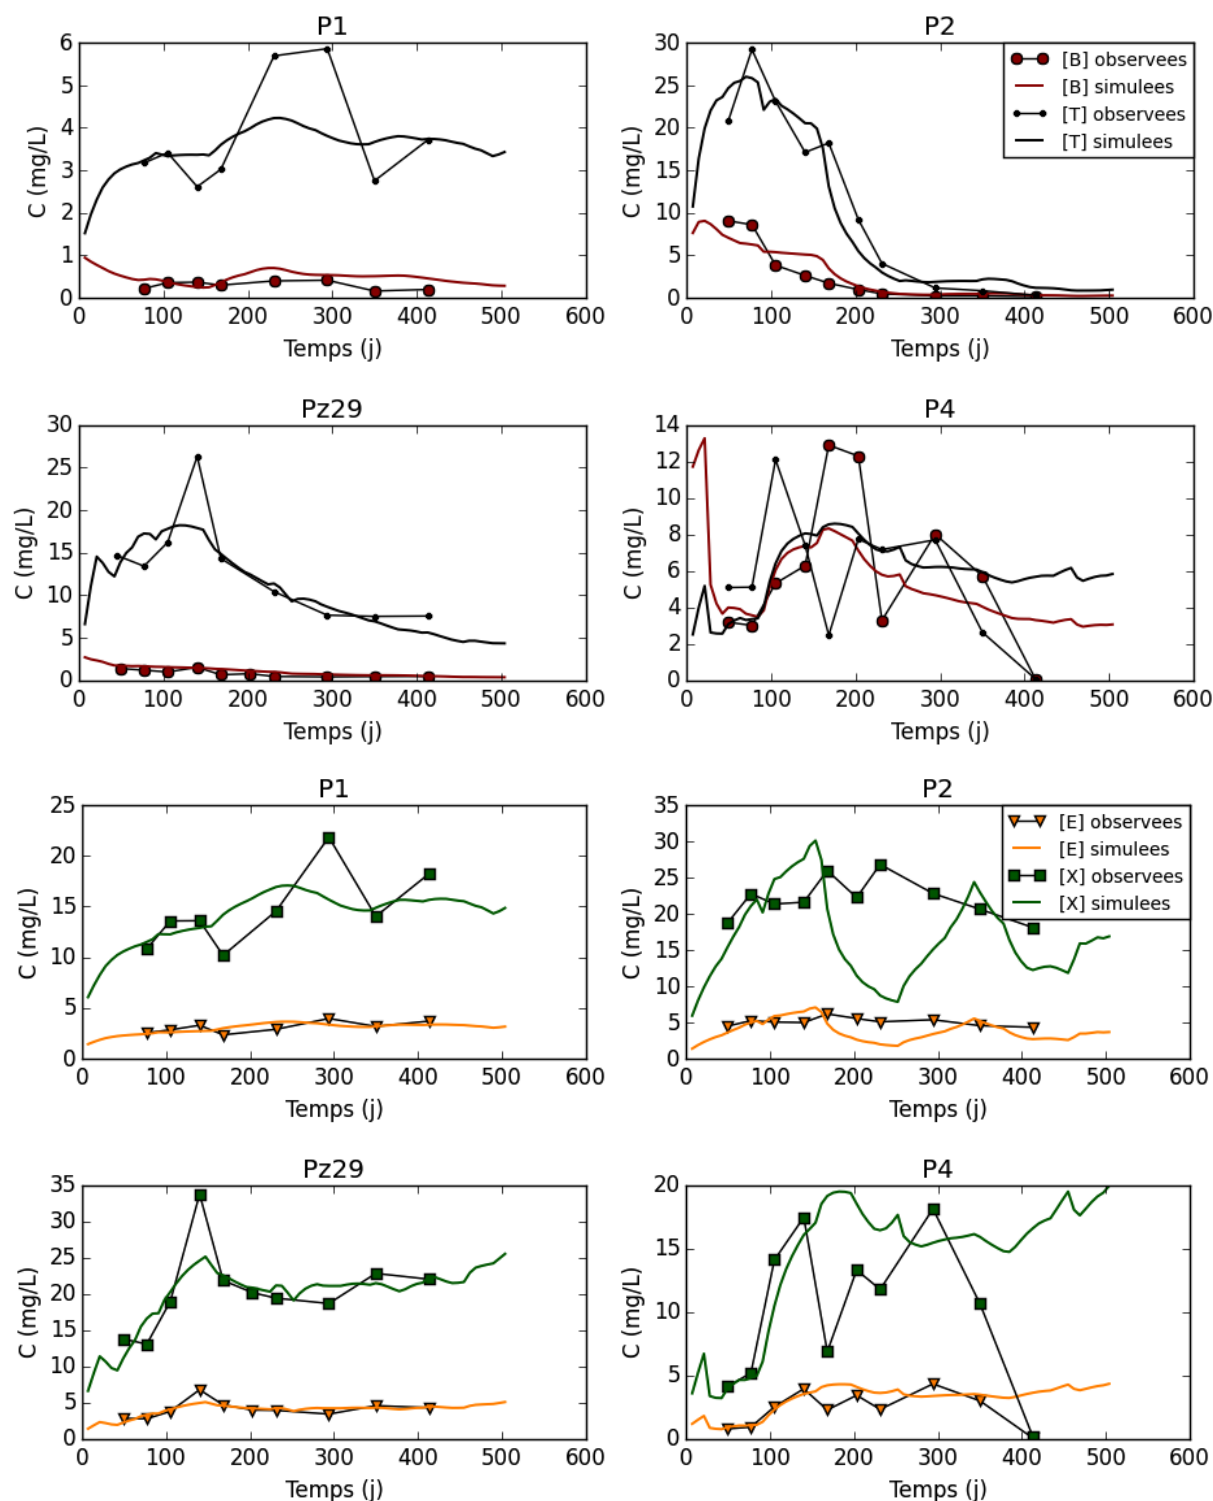 P1
6
5
4
3
2
1
0
C (mg/L)
0 100 200 300 400 500 600
Temps (j)
P2
30
25
20
15
10
5
0
C (mg/L)
[B] observees
[B] simulees
[T] observees
[T] simulees
0 100 200 300 400 500 600
Temps (j)
Pz29
30
25
20
15
10
5
0
C (mg/L)
0 100 200 300 400 500 600
Temps (j)
P4
14
12
10
8
6
4
2
0
C (mg/L)
0 100 200 300 400 500 600
Temps (j)
P1
25
20
15
10
5
0
C (mg/L)
0 100 200 300 400 500 600
Temps (j)
P2
35
30
25
20
15
10
5
0
C (mg/L)
[E] observees
[E] simulees
[X] observees
[X] simulees
0 100 200 300 400 500 600
Temps (j)
Pz29
35
30
25
20
15
10
5
0
C (mg/L)
0 100 200 300 400 500 600
Temps (j)
P4
20
15
10
5
0
C (mg/L)
0 100 200 300 400 500 600
Temps (j)